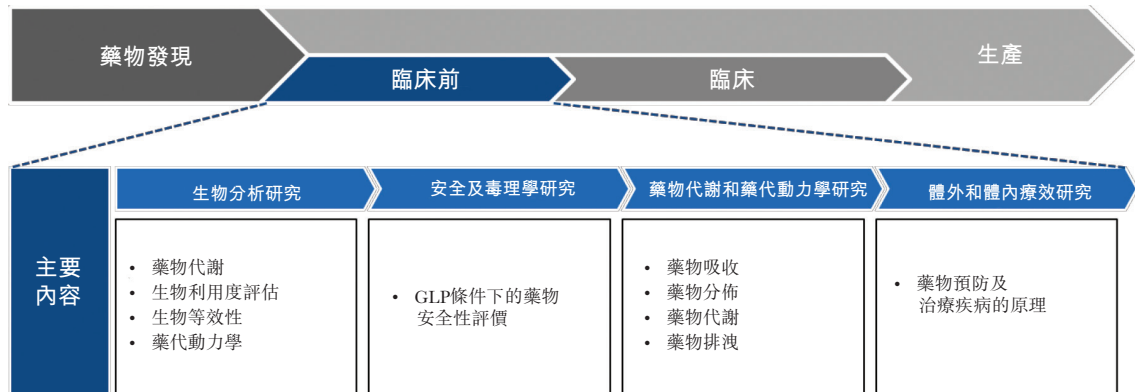 藥物發現
生產
臨床前
臨床
生物分析研究
安全及毒理學研究
藥物代謝和藥代動力學研究
體外和體內療效研究
主要
內容
• 藥物代謝
• 生物利用度評估
• 生物等效性
• 藥代動力學
• GLP條件下的藥物
安全性評價
• 藥物吸收
• 藥物分佈
• 藥物代謝
• 藥物排洩
• 藥物預防及
治療疾病的原理